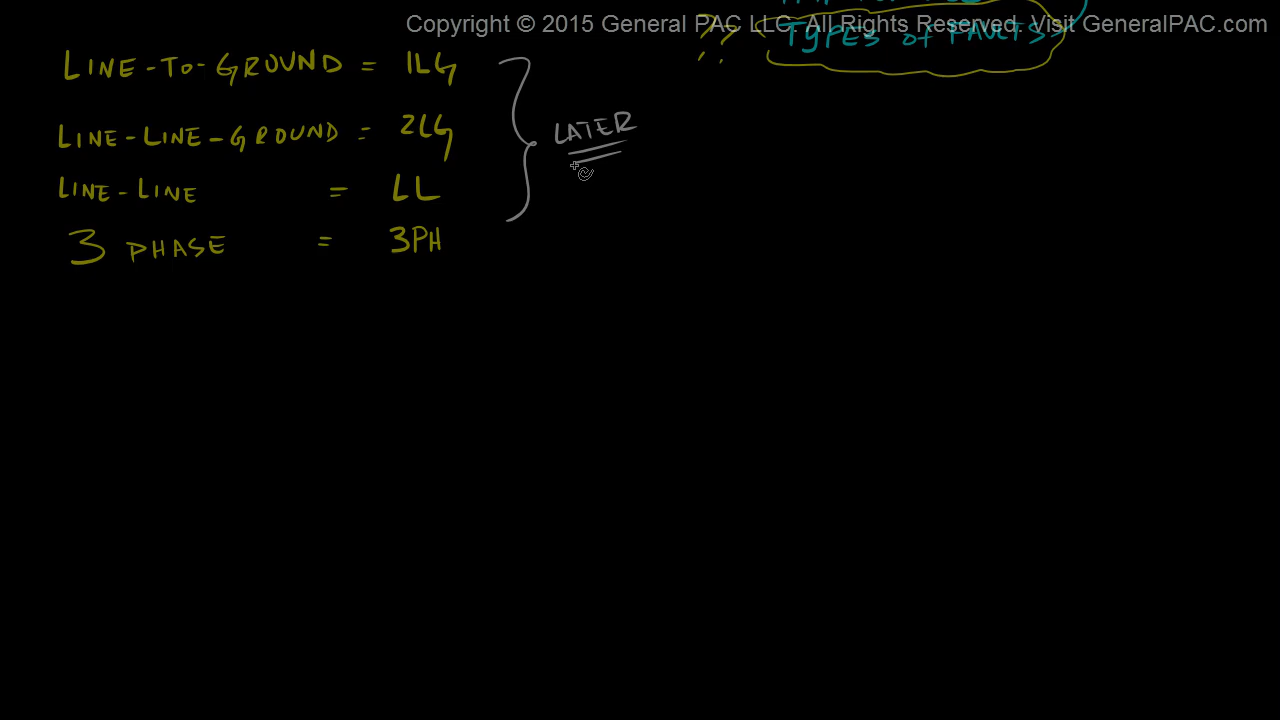 Copyright © 2015 General PAC LLC. All Rights Reserved. Visit GeneralPAC.com
??
TYPES OF FAULTS
LINE-TO-GROUND = 1LG
LINE-LINE-GROUND = 2LG
LATER
LINE-LINE = LL
3 PHASE = 3PH